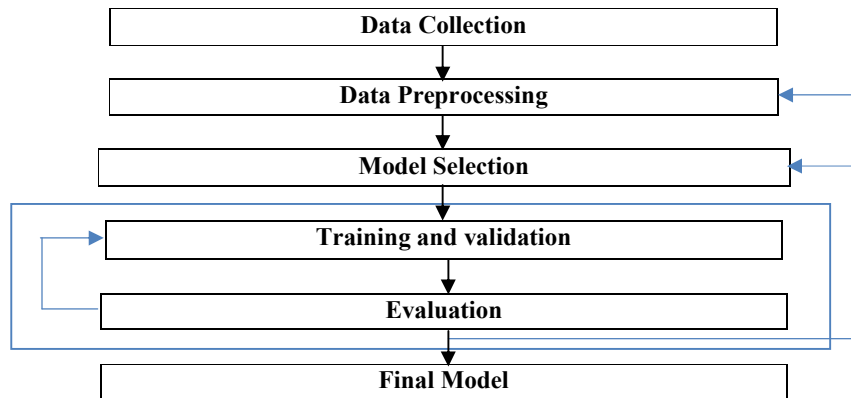 Data Collection
Data Preprocessing
Model Selection
Training and validation
Evaluation
Final Model